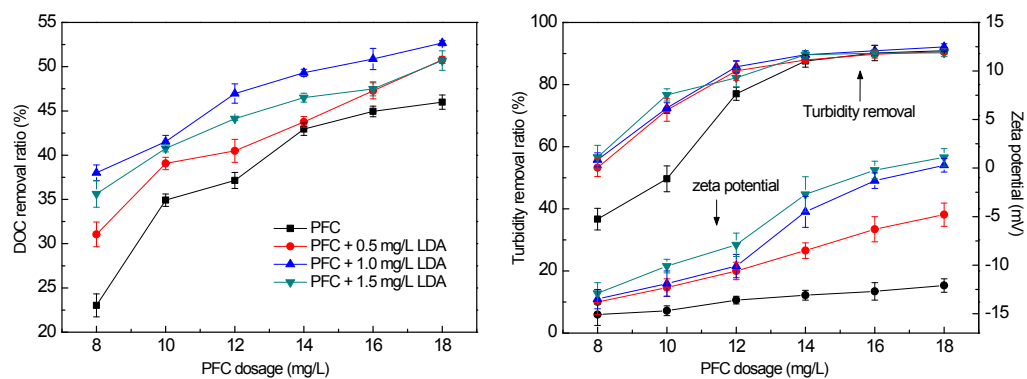 DOC removal ratio (%)
55
50
45
40
35
30
25
20
PFC
PFC + 0.5 mg/L LDA
PFC + 1.0 mg/L LDA
PFC + 1.5 mg/L LDA
8 10 12 14 16 18
PFC dosage (mg/L)
Turbidity removal ratio (%)
100
80
60
40
20
0
Turbidity removal
zeta potential
15
10
5
0
-5
-10
-15
Zeta potential (mV)
8 10 12 14 16 18
PFC dosage (mg/L)